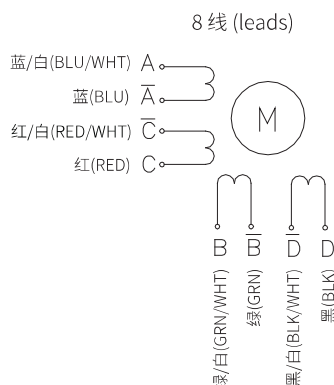 8 线 (leads)
蓝/白(BLU/WHT) A
蓝(BLU) A̅
红/白(RED/WHT) C̅
红(RED) C
M
B B̅ D̅ D
绿/白(GRN/WHT)
绿(GRN)
黑/白(BLK/WHT)
黑(BLK)